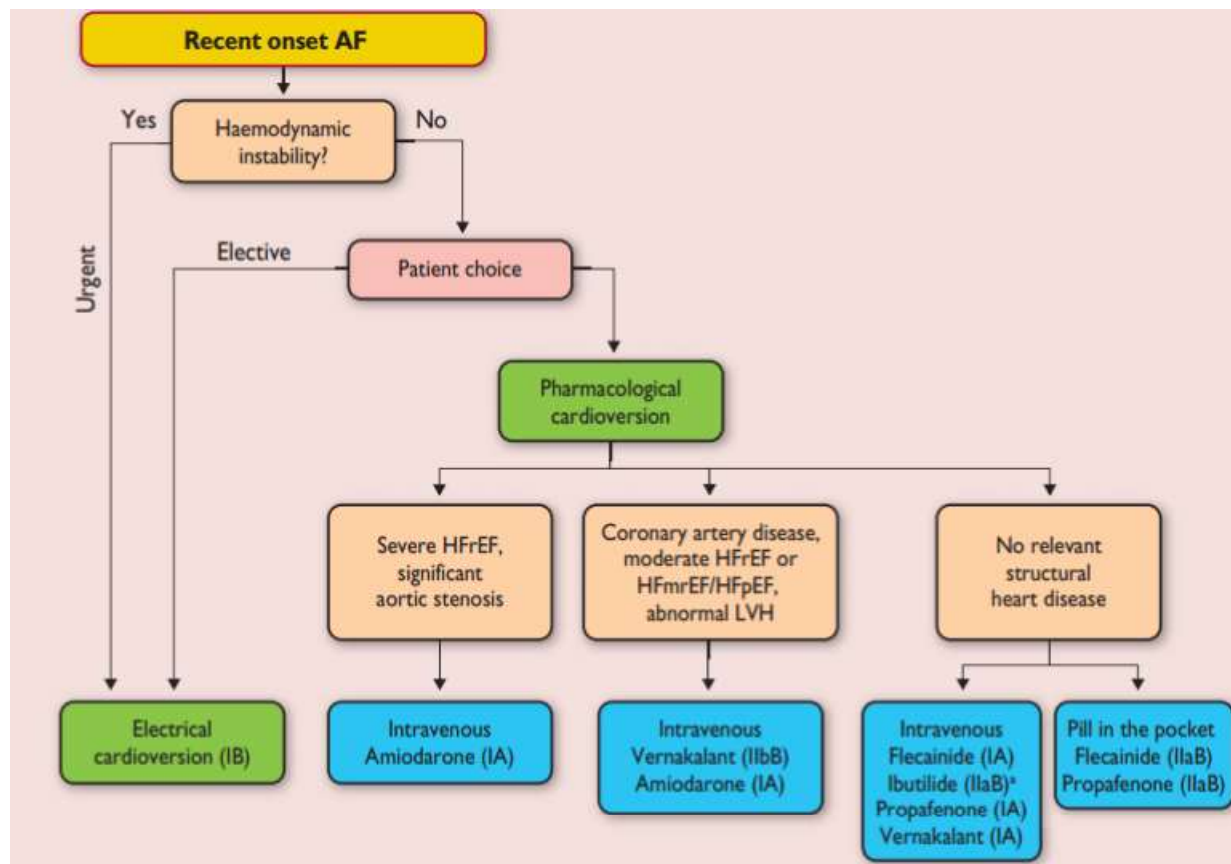 Recent onset AF
Yes
No
Haemodynamic
instability?
Urgent
Elective
Patient choice
Pharmacological
cardioversion
Severe HFrEF,
significant
aortic stenosis
Coronary artery disease,
moderate HFrEF or
HFmrEF/HFpEF,
abnormal LVH
No relevant
structural
heart disease
Electrical
cardioversion (IB)
Intravenous
Amiodarone (IA)
Intravenous
Vernakalant (IIbB)
Amiodarone (IA)
Intravenous
Flecainide (IA)
Ibutilide (IIaB)ᵃ
Propafenone (IA)
Vernakalant (IA)
Pill in the pocket
Flecainide (IIaB)
Propafenone (IIaB)